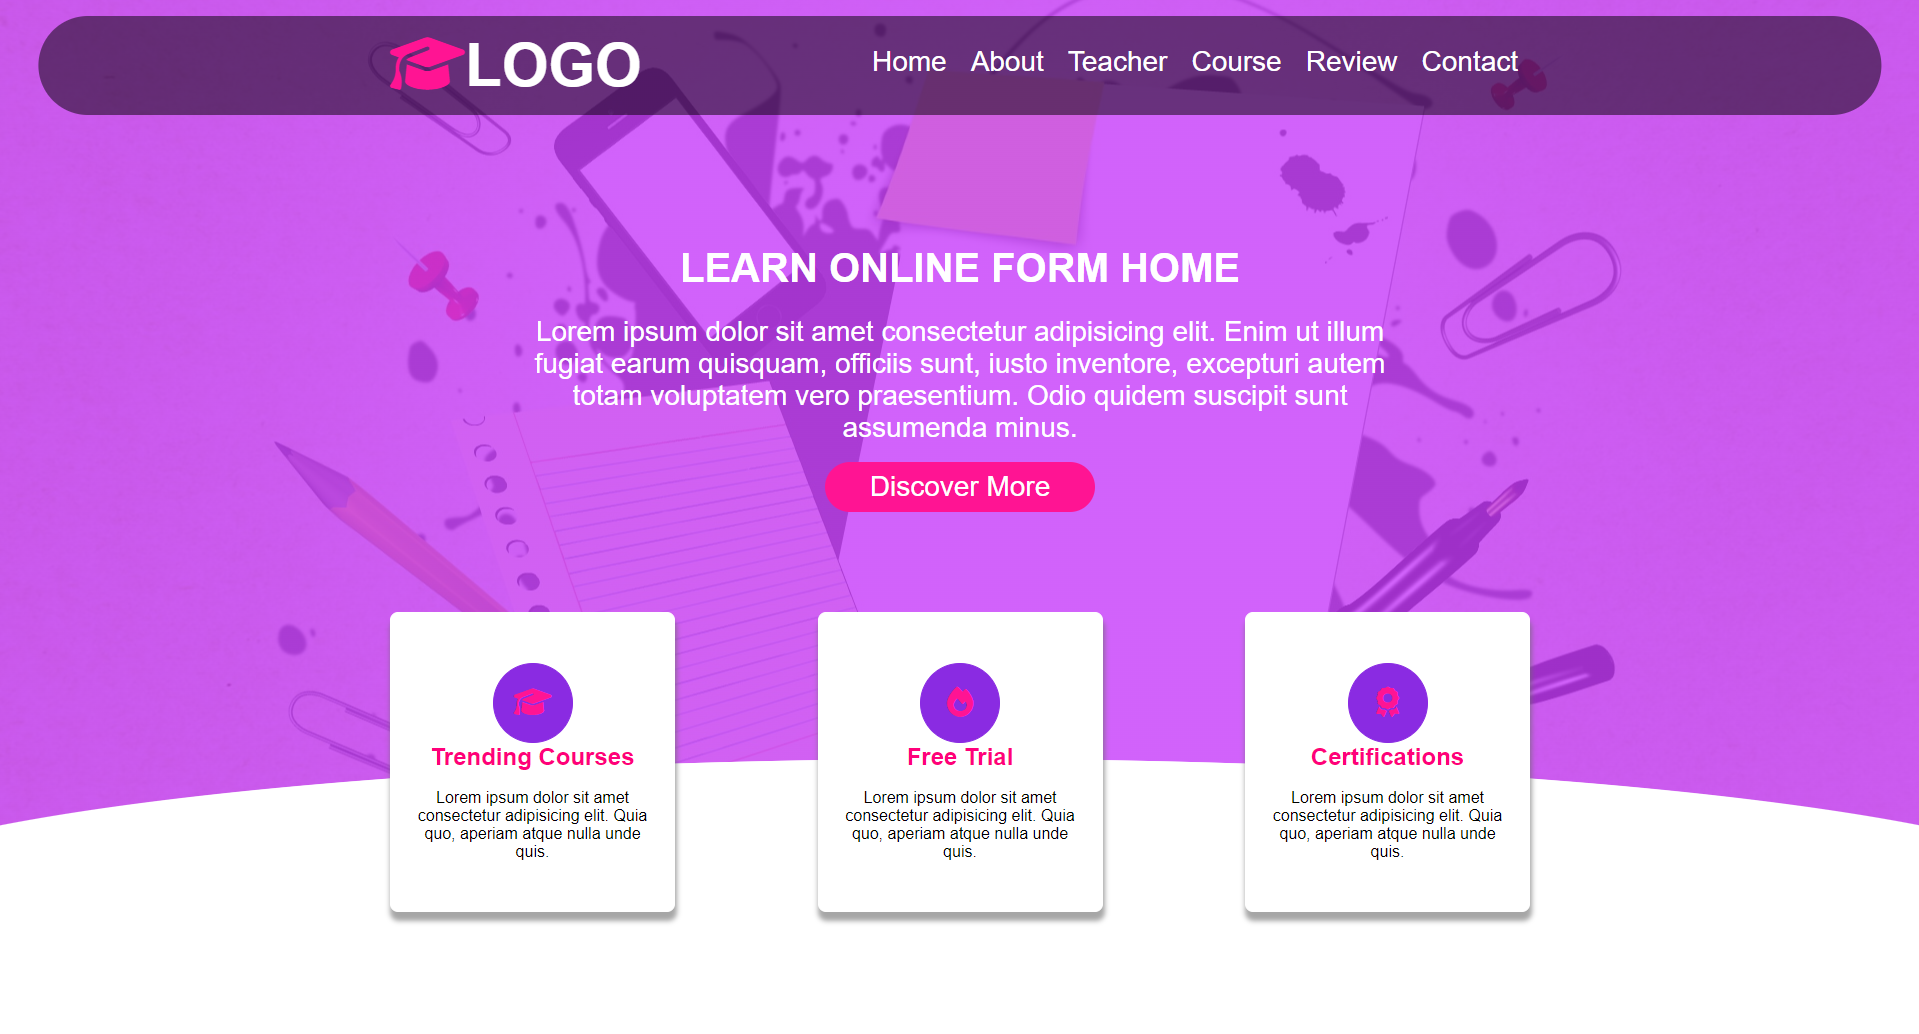 LOGO
Home About Teacher Course Review Contact
LEARN ONLINE FORM HOME
Lorem ipsum dolor sit amet consectetur adipisicing elit. Enim ut illum
fugiat earum quisquam, officiis sunt, iusto inventore, excepturi autem
totam voluptatem vero praesentium. Odio quidem suscipit sunt
assumenda minus.
Discover More
Trending Courses
Lorem ipsum dolor sit amet
consectetur adipisicing elit. Quia
quo, aperiam atque nulla unde
quis.
Free Trial
Lorem ipsum dolor sit amet
consectetur adipisicing elit. Quia
quo, aperiam atque nulla unde
quis.
Certifications
Lorem ipsum dolor sit amet
consectetur adipisicing elit. Quia
quo, aperiam atque nulla unde
quis.